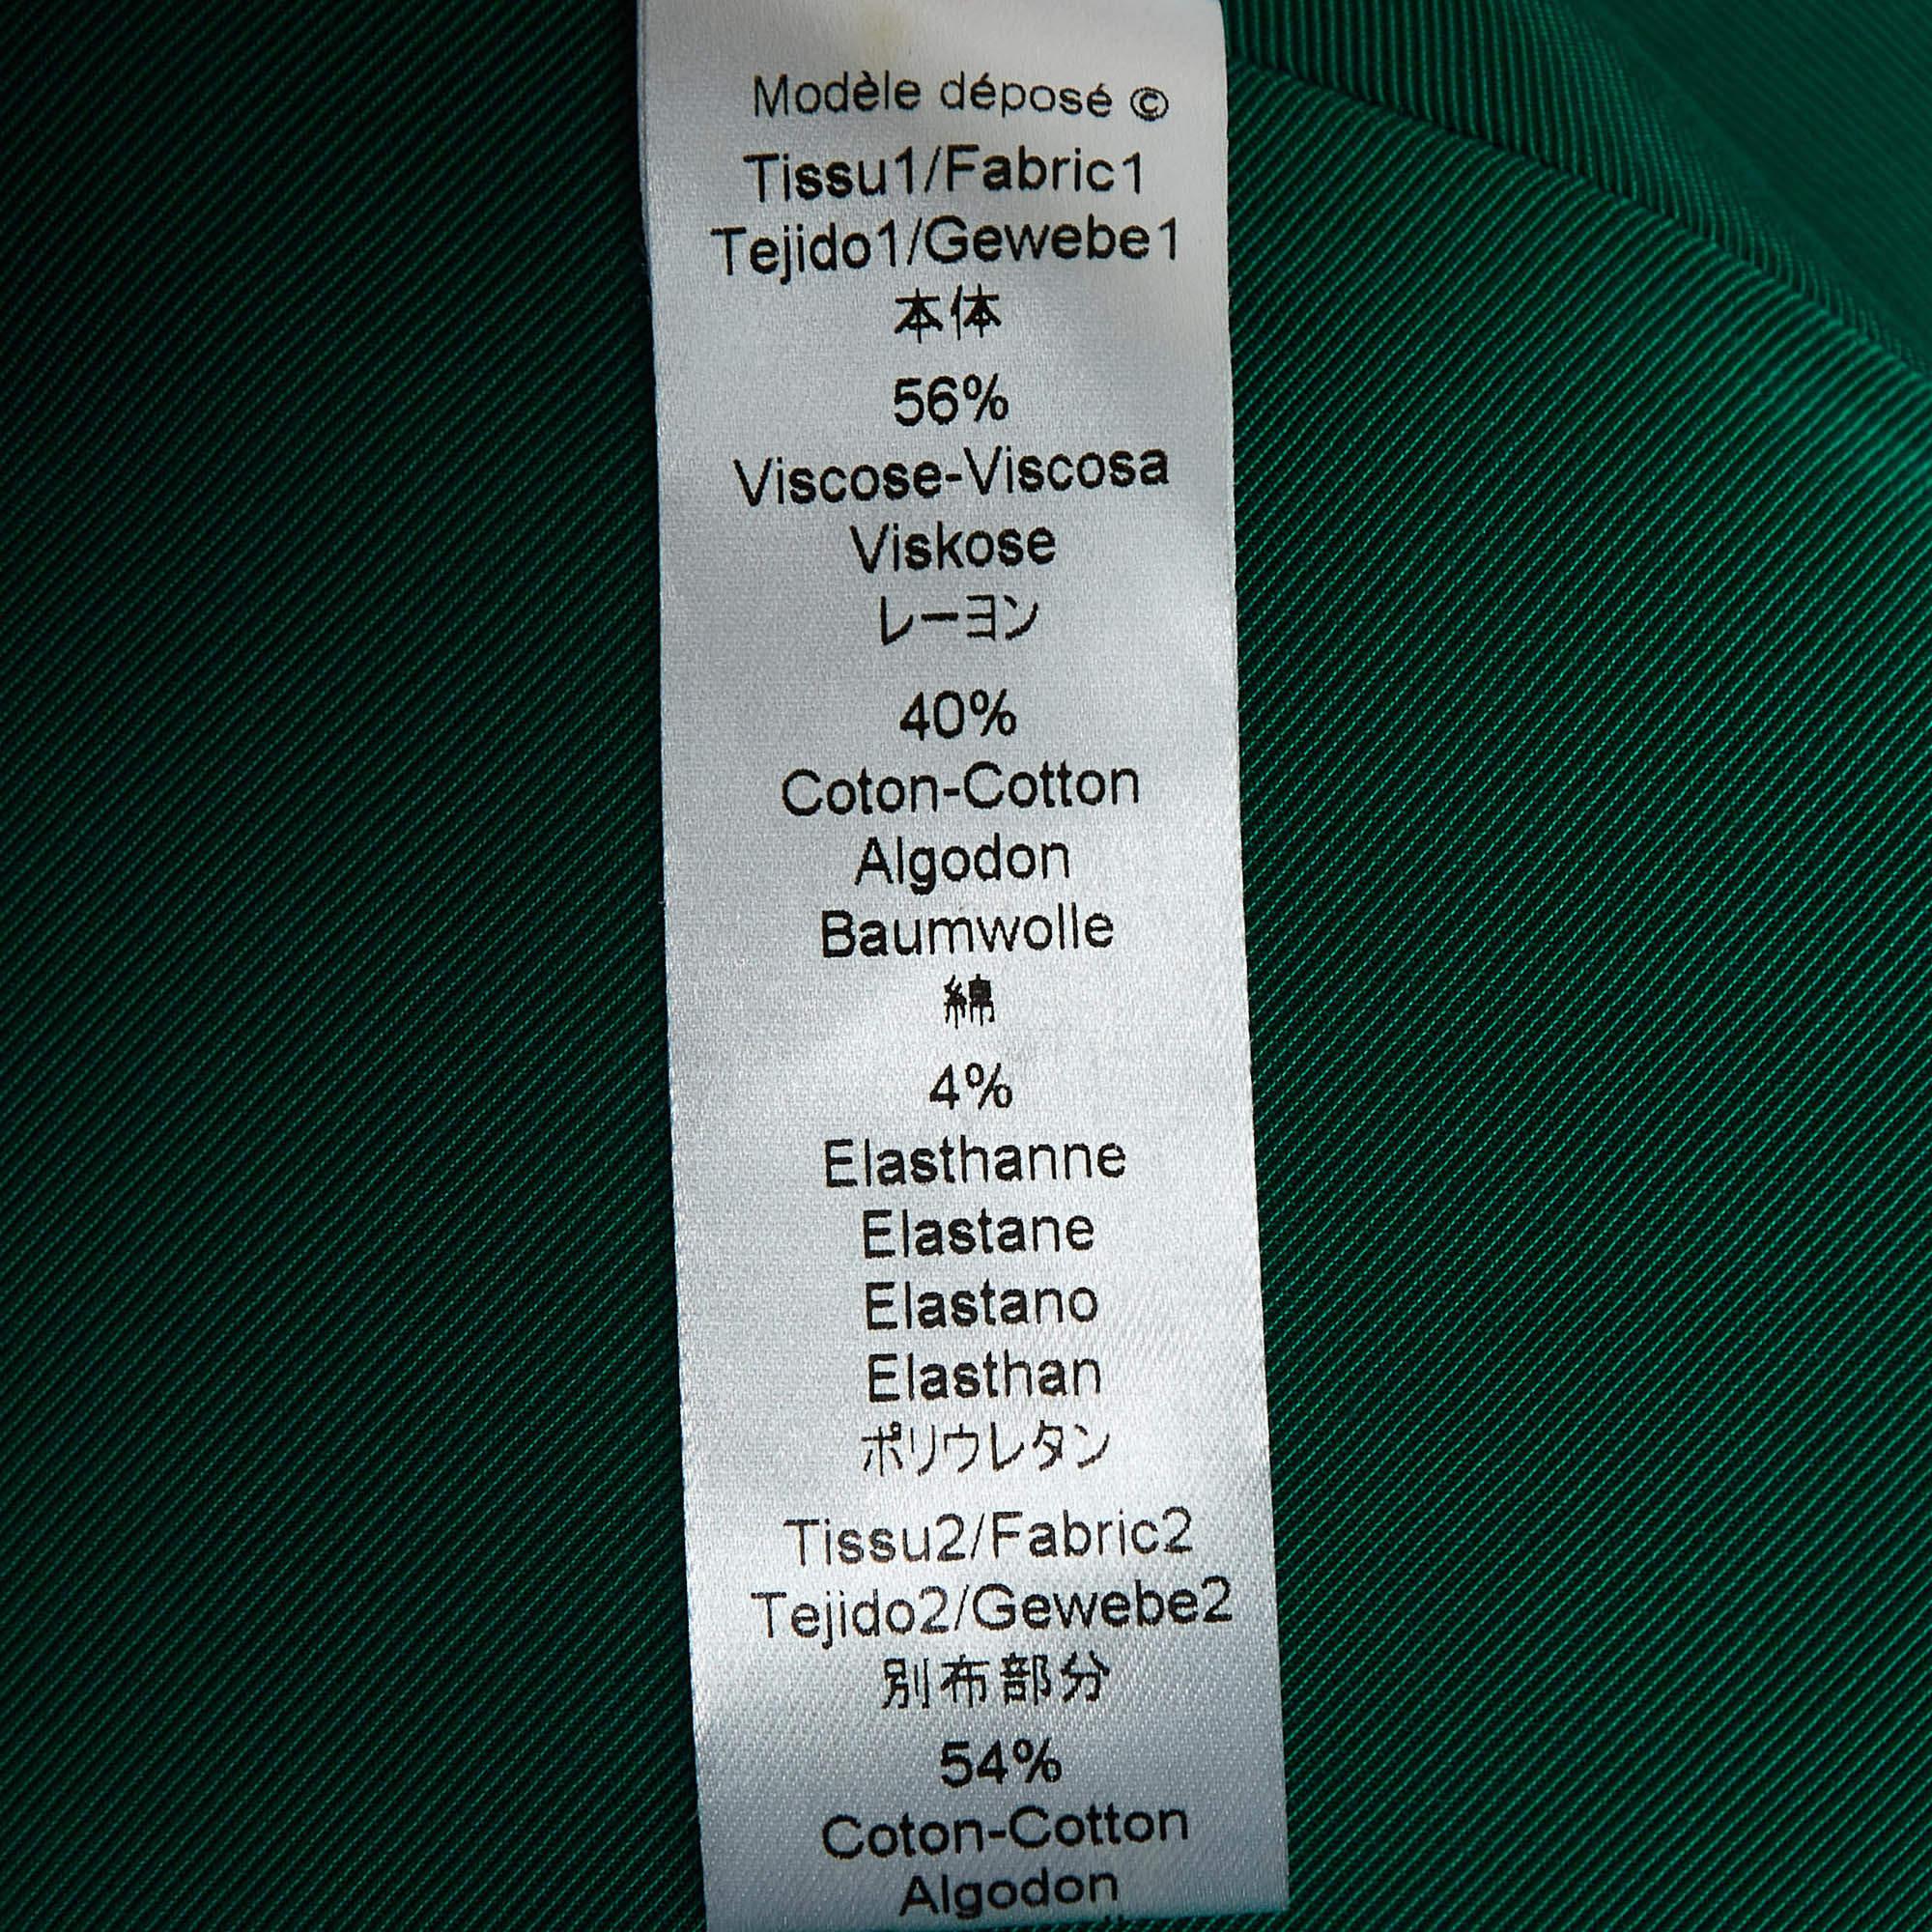 Modèle déposé ©
Tissu1/Fabric1
Tejido1/Gewebe1
本体
56%
Viscose-Viscosa
Viskose
レーヨン
40%
Coton-Cotton
Algodon
Baumwolle
綿
4%
Elasthanne
Elastane
Elastano
Elasthan
ポリウレタン
Tissu2/Fabric2
Tejido2/Gewebe2
別布部分
54%
Coton-Cotton
Algodon